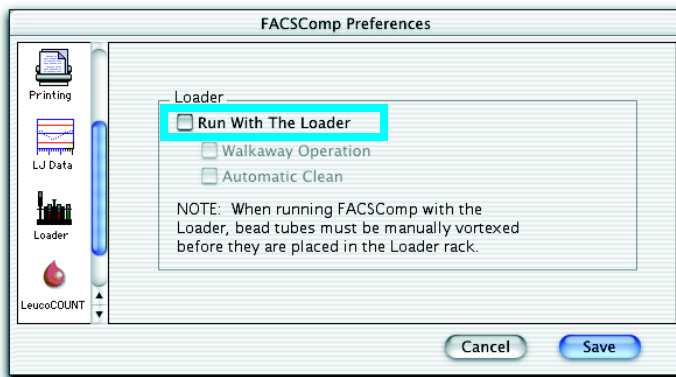 FACSComp Preferences
Printing
LJ Data
Loader
LeucoCOUNT
Loader
Run With The Loader
Walkaway Operation
Automatic Clean
NOTE: When running FACSComp with the
Loader, bead tubes must be manually vortexed
before they are placed in the Loader rack.
Cancel
Save